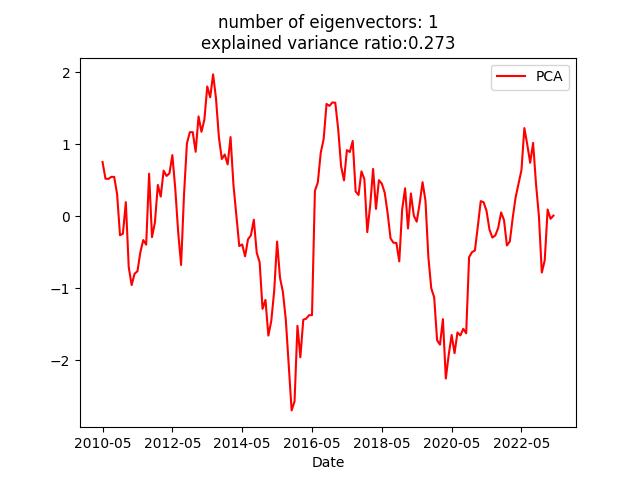 number of eigenvectors: 1
explained variance ratio:0.273
PCA
2
1
0
−1
−2
2010-05 2012-05 2014-05 2016-05 2018-05 2020-05 2022-05
Date